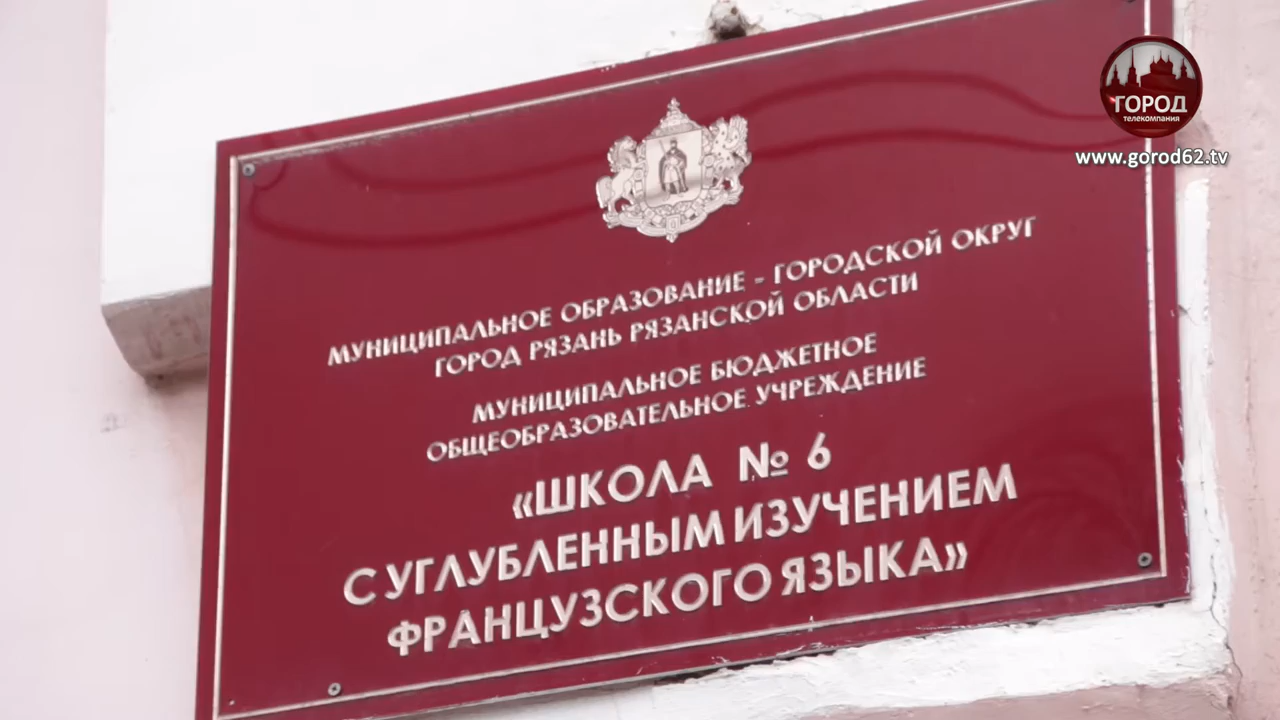 ГОРОД
телекомпания
www.gorod62.tv
МУНИЦИПАЛЬНОЕ ОБРАЗОВАНИЕ - ГОРОДСКОЙ ОКРУГ
ГОРОД РЯЗАНЬ РЯЗАНСКОЙ ОБЛАСТИ
МУНИЦИПАЛЬНОЕ БЮДЖЕТНОЕ
ОБЩЕОБРАЗОВАТЕЛЬНОЕ УЧРЕЖДЕНИЕ
«ШКОЛА № 6
С УГЛУБЛЕННЫМ ИЗУЧЕНИЕМ
ФРАНЦУЗСКОГО ЯЗЫКА»